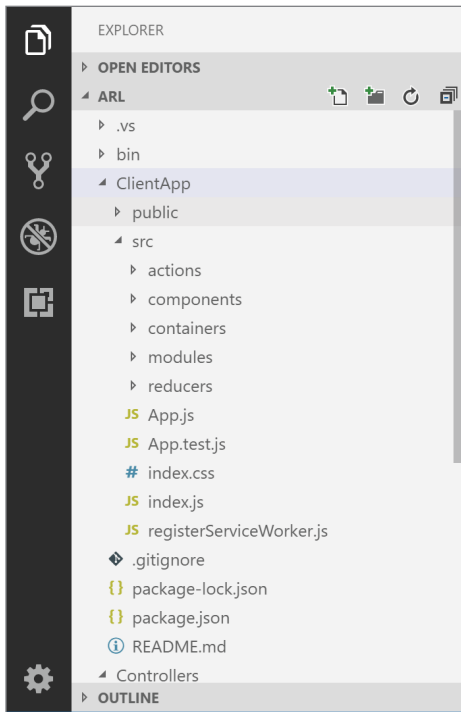 EXPLORER
OPEN EDITORS
ARL
.vs
bin
ClientApp
public
src
actions
components
containers
modules
reducers
JS App.js
JS App.test.js
# index.css
JS index.js
JS registerServiceWorker.js
.gitignore
{} package-lock.json
{} package.json
README.md
Controllers
OUTLINE